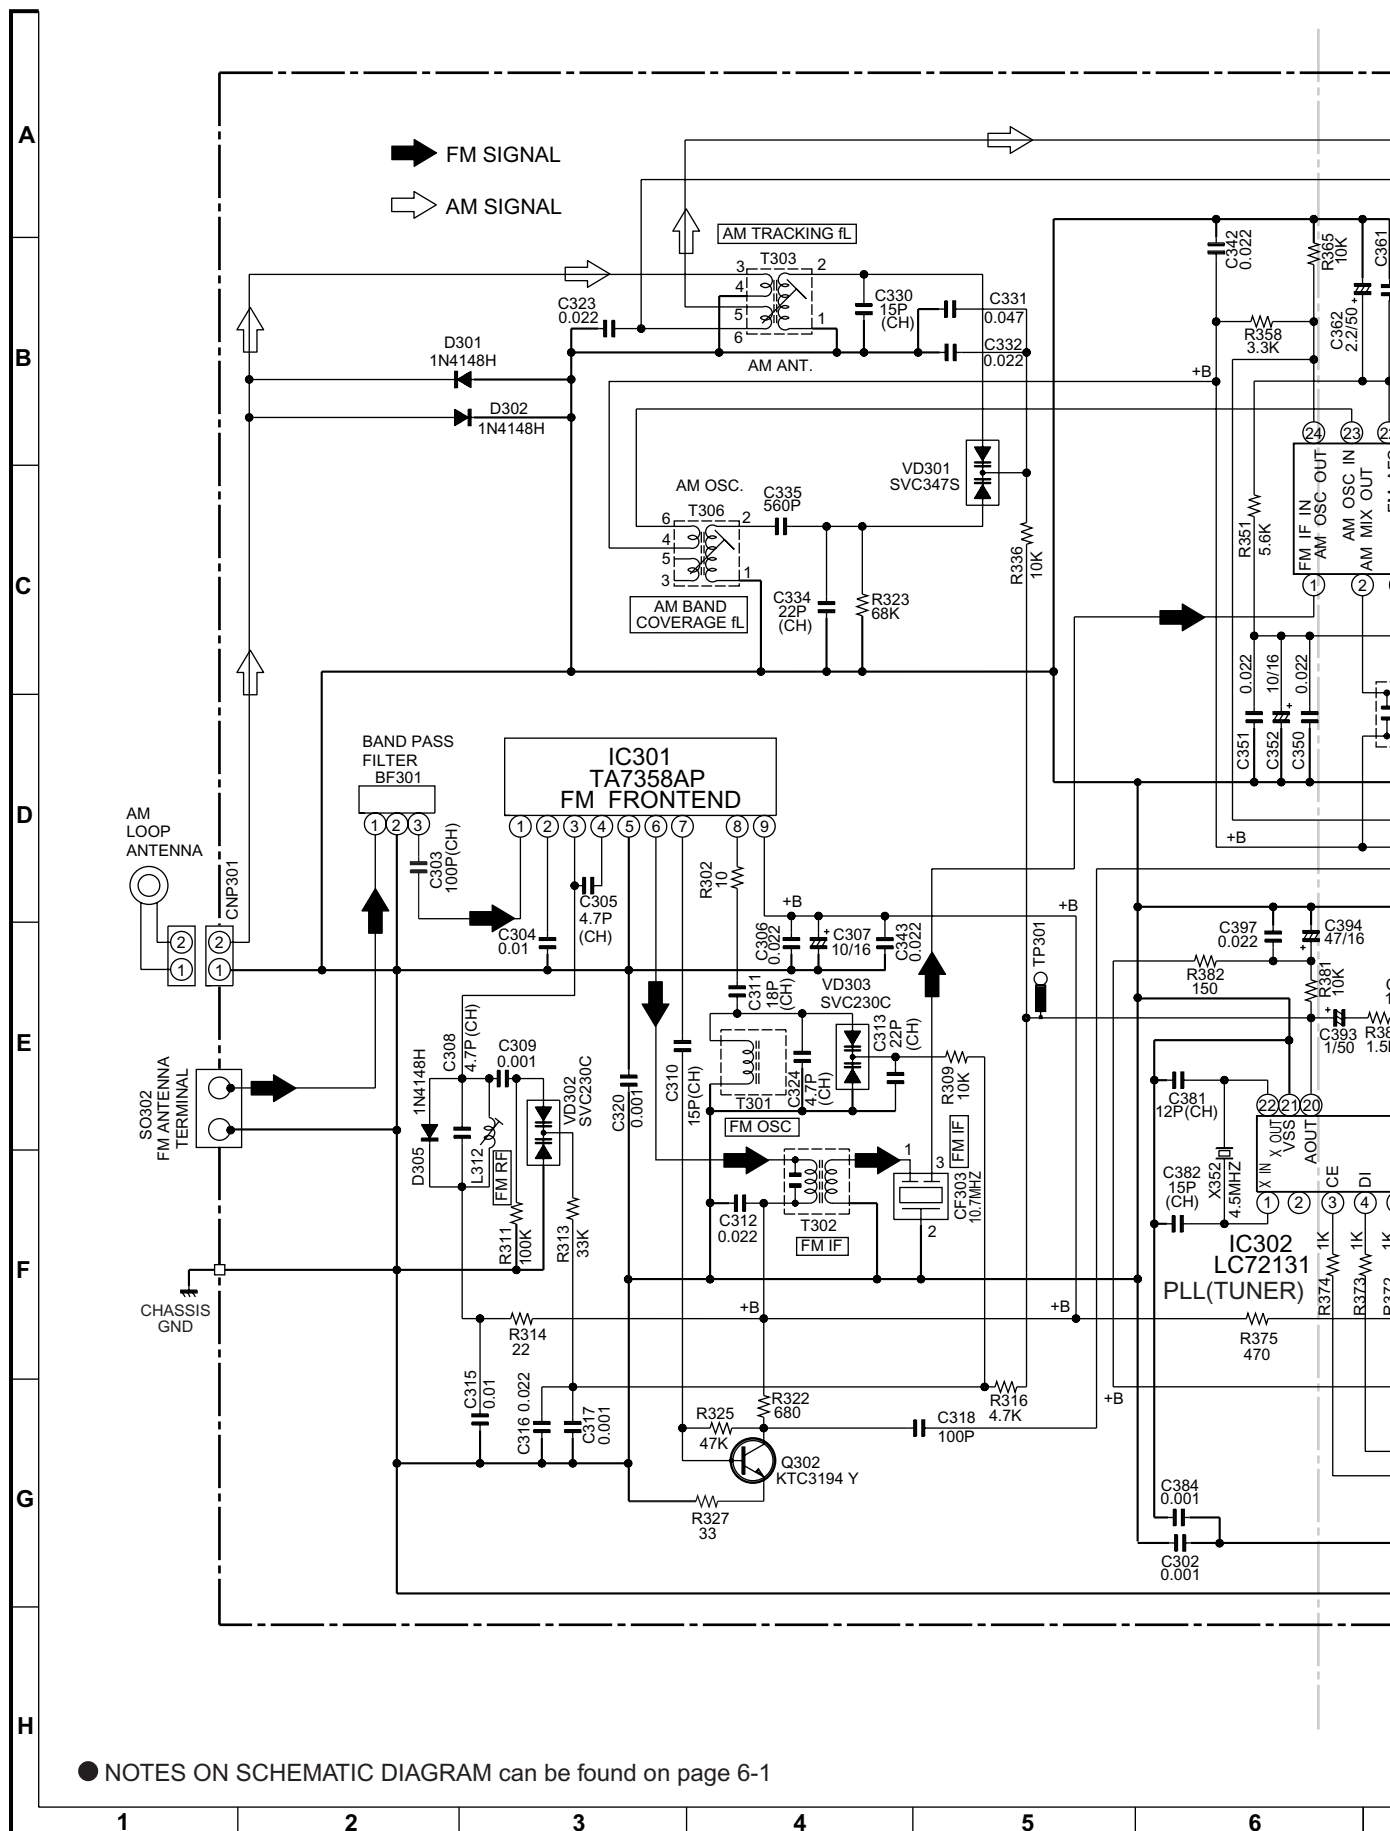 A
B
C
D
E
F
G
H
FM SIGNAL
AM SIGNAL
AM TRACKING fL
T303
3
2
4
5
6
1
AM ANT.
C323
0.022
C330
15P
(CH)
C331
0.047
C332
0.022
C342
0.022
R365
10K
C361
C362
2.2/50
+
R358
3.3K
+B
D301
1N4148H
D302
1N4148H
VD301
SVC347S
24
23
FM IF IN
AM OSC OUT
AM OSC IN
AM MIX OUT
1
2
AM OSC.
T306
6
2
4
5
3
1
C335
560P
C334
22P
(CH)
R323
68K
R336
10K
R351
5.6K
AM BAND
COVERAGE fL
0.022
10/16
0.022
C351
C352
+
C350
BAND PASS
FILTER
BF301
1
2
3
C303
100P(CH)
IC301
TA7358AP
FM FRONTEND
1
2
3
4
5
6
7
8
9
AM
LOOP
ANTENNA
CNP301
2
1
2
1
C304
0.01
C305
4.7P
(CH)
R302
10
+B
C306
0.022
+
C307
10/16
C343
0.022
+B
TP301
+B
C397
0.022
C394
47/16
+
R382
150
R381
10K
+
C393
1/50
R38
1.5
SO302
FM ANTENNA
TERMINAL
1N4148H
D305
C308
4.7P(CH)
C309
0.001
L312
FM RF
VD302
SVC230C
R311
100K
R313
33K
C320
0.001
C310
15P(CH)
C311
18P
(CH)
VD303
SVC230C
T301
FM OSC
C324
4.7P
(CH)
C313
22P
(CH)
R309
10K
C312
0.022
T302
FM IF
1
3
2
FM IF
CF303
10.7MHZ
C381
12P(CH)
C382
15P
(CH)
X352
4.5MHZ
22
21
20
X OUT
VSS
AOUT
X IN
CE
DI
1
2
3
4
IC302
LC72131
PLL(TUNER)
R374
1K
R373
1K
R372
1K
CHASSIS
GND
R314
22
+B
+B
R375
470
C315
0.01
C316 0.022
C317
0.001
R322
680
R325
47K
Q302
KTC3194 Y
R327
33
C318
100P
R316
4.7K
+B
C384
0.001
C302
0.001
● NOTES ON SCHEMATIC DIAGRAM can be found on page 6-1
1
2
3
4
5
6